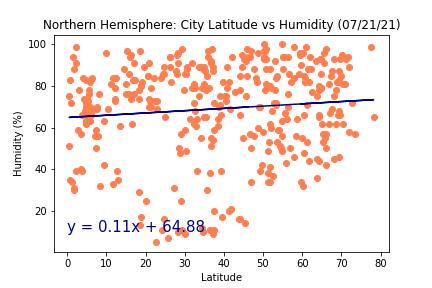 Northern Hemisphere: City Latitude vs Humidity (07/21/21)
100
80
60
40
20
Humidity (%)
y = 0.11x + 64.88
0 10 20 30 40 50 60 70 80
Latitude